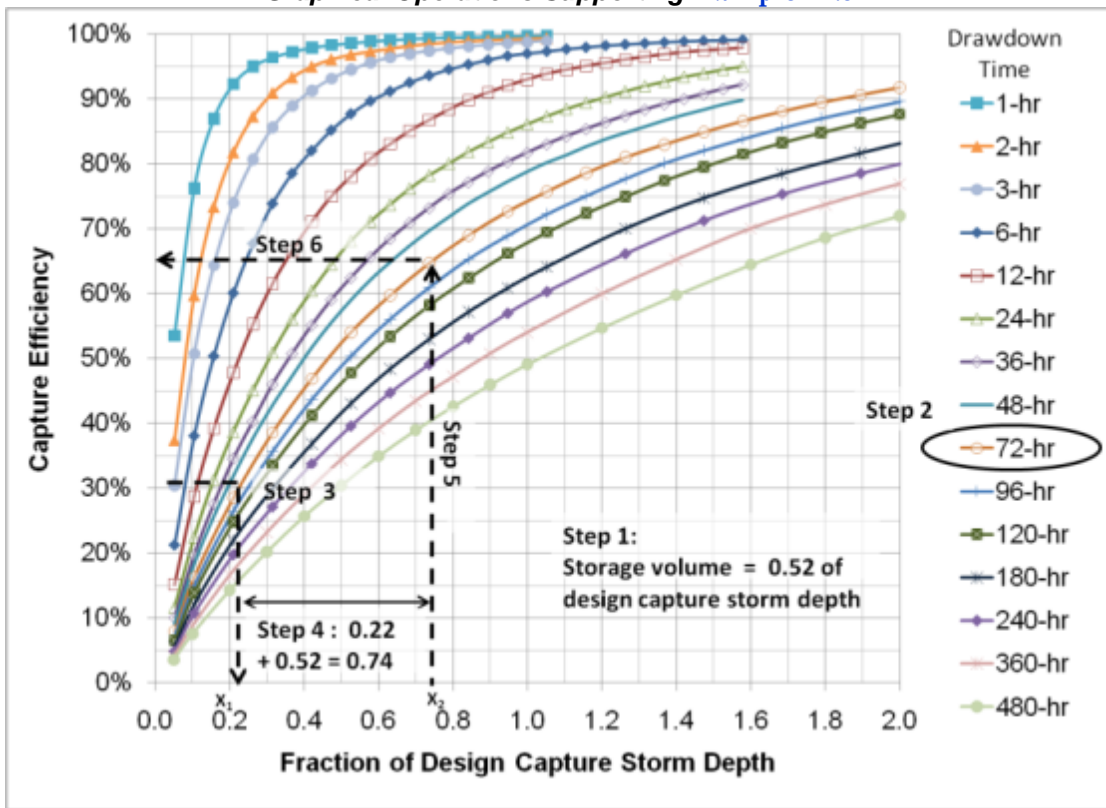 100%
90%
80%
70%
60%
50%
40%
30%
20%
10%
0%
Capture Efficiency
0.0
0.2
0.4
0.6
0.8
1.0
1.2
1.4
1.6
1.8
2.0
Fraction of Design Capture Storm Depth
X₁
X₂
Step 6
Step 5
Step 3
Step 2
Step 1:
Storage volume = 0.52 of
design capture storm depth
Step 4 : 0.22
+ 0.52 = 0.74
Drawdown
Time
1-hr
2-hr
3-hr
6-hr
12-hr
24-hr
36-hr
48-hr
72-hr
96-hr
120-hr
180-hr
240-hr
360-hr
480-hr